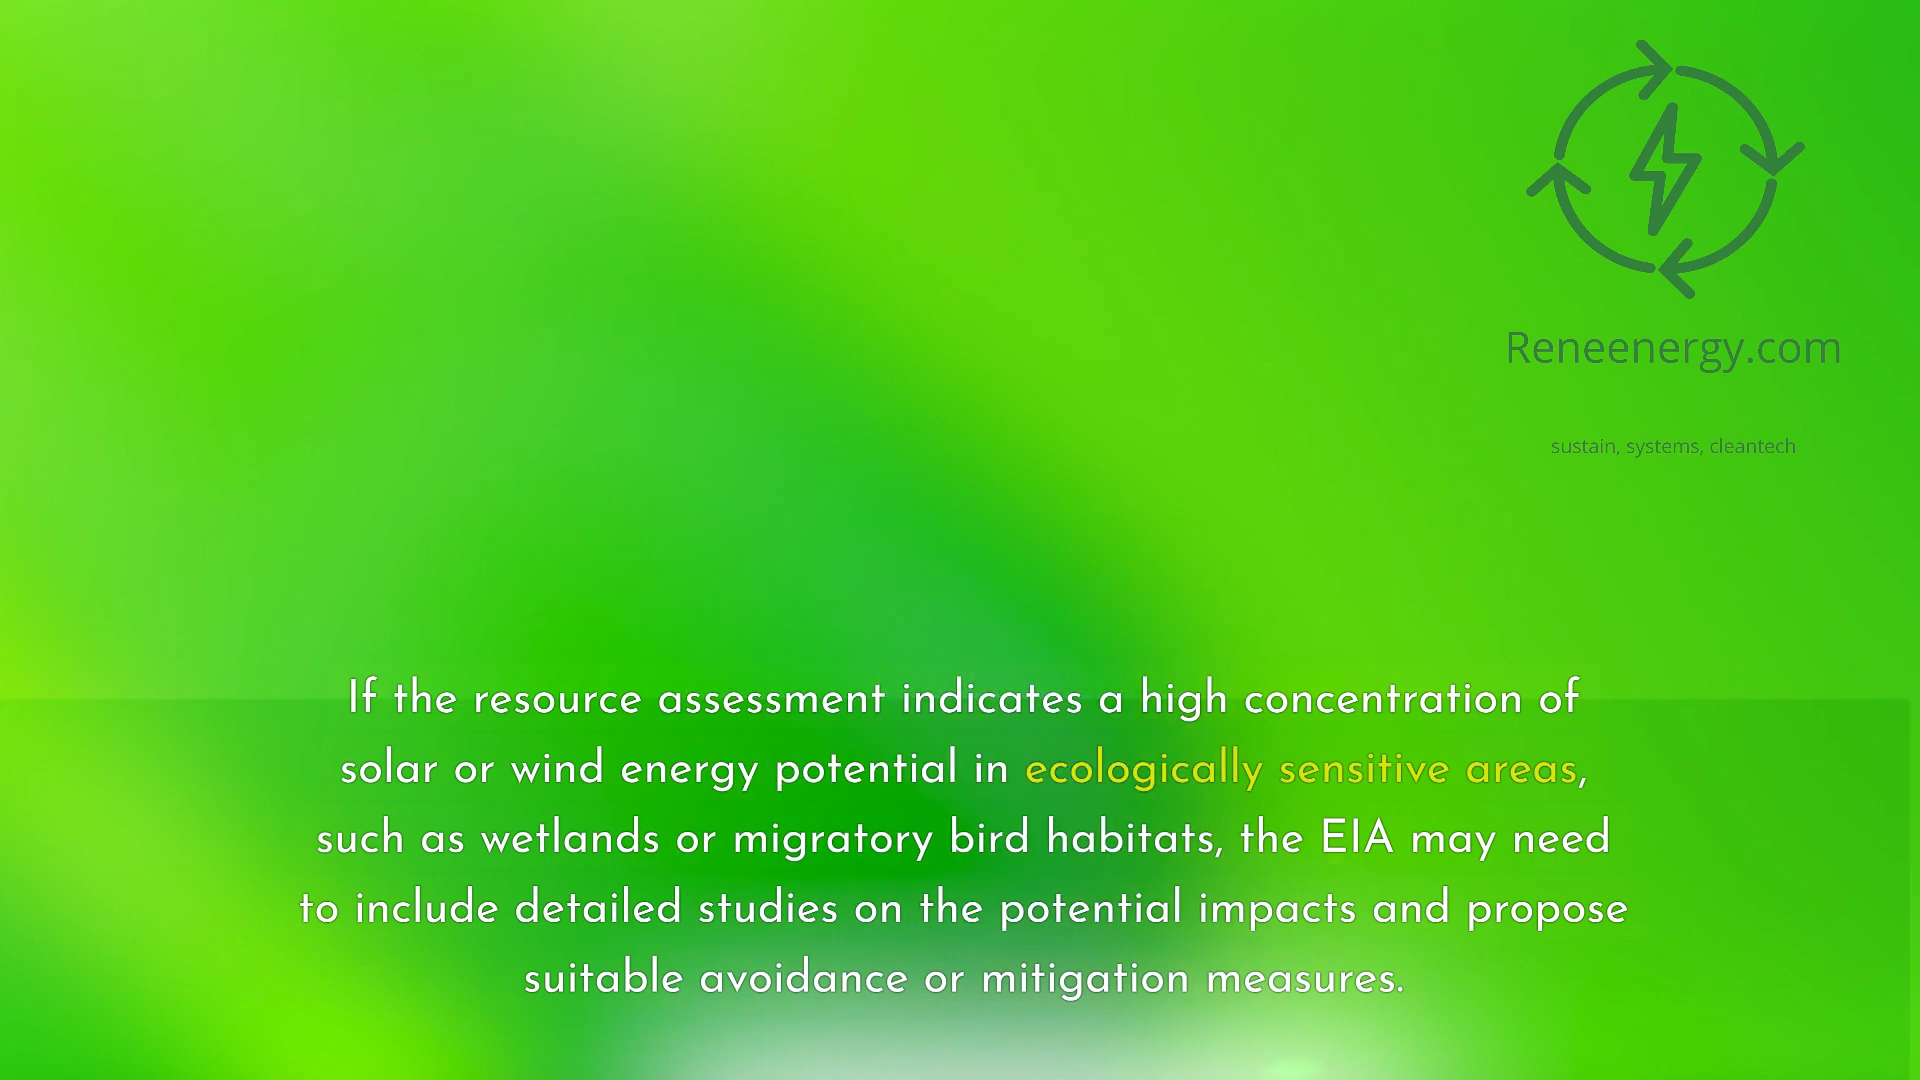 Reneenergy.com
sustain, systems, cleantech
If the resource assessment indicates a high concentration of
solar or wind energy potential in ecologically sensitive areas,
such as wetlands or migratory bird habitats, the EIA may need
to include detailed studies on the potential impacts and propose
suitable avoidance or mitigation measures.